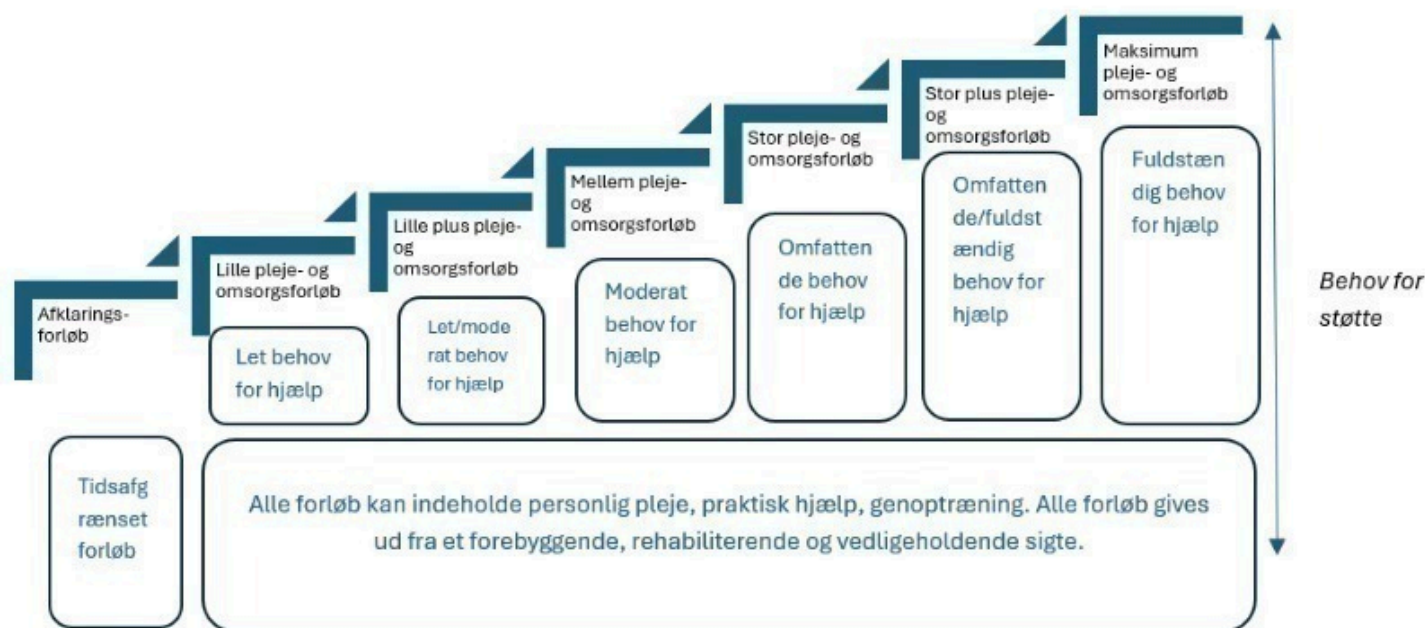 Afklarings-
forløb
Lille pleje- og
omsorgsforløb
Lille plus pleje-
og
omsorgsforløb
Mellem pleje-
og
omsorgsforløb
Stor pleje- og
omsorgsforløb
Stor plus pleje-
og
omsorgsforløb
Maksimum
pleje- og
omsorgsforløb
Let behov
for hjælp
Let/mode
rat behov
for hjælp
Moderat
behov for
hjælp
Omfatten
de behov
for hjælp
Omfatten
de/fuldst
ændig
behov for
hjælp
Fuldstæn
dig behov
for hjælp
Behov for
støtte
Tidsafg
rænset
forløb
Alle forløb kan indeholde personlig pleje, praktisk hjælp, genoptræning. Alle forløb gives
ud fra et forebyggende, rehabiliterende og vedligeholdende sigte.